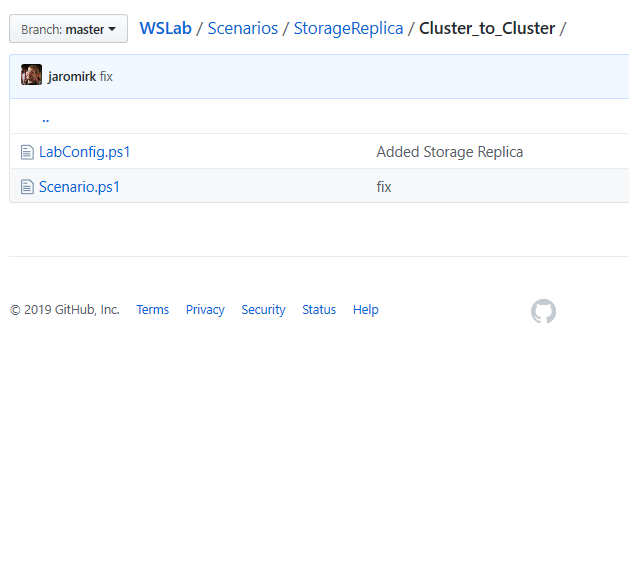 Branch: master WSLab / Scenarios / StorageReplica / Cluster_to_Cluster /
jaromirk fix
..
LabConfig.ps1 Added Storage Replica
Scenario.ps1 fix
© 2019 GitHub, Inc. Terms Privacy Security Status Help